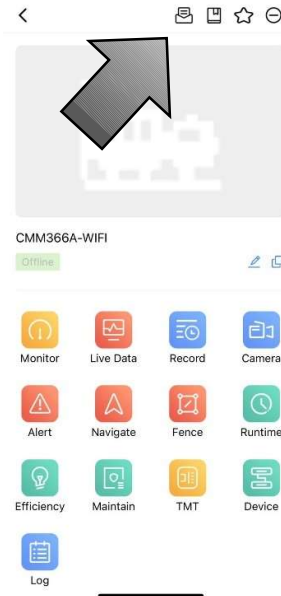 CMM366A-WIFI
Offline
Monitor Live Data Record Camera
Alert Navigate Fence Runtime
Efficiency Maintain TMT Device
Log